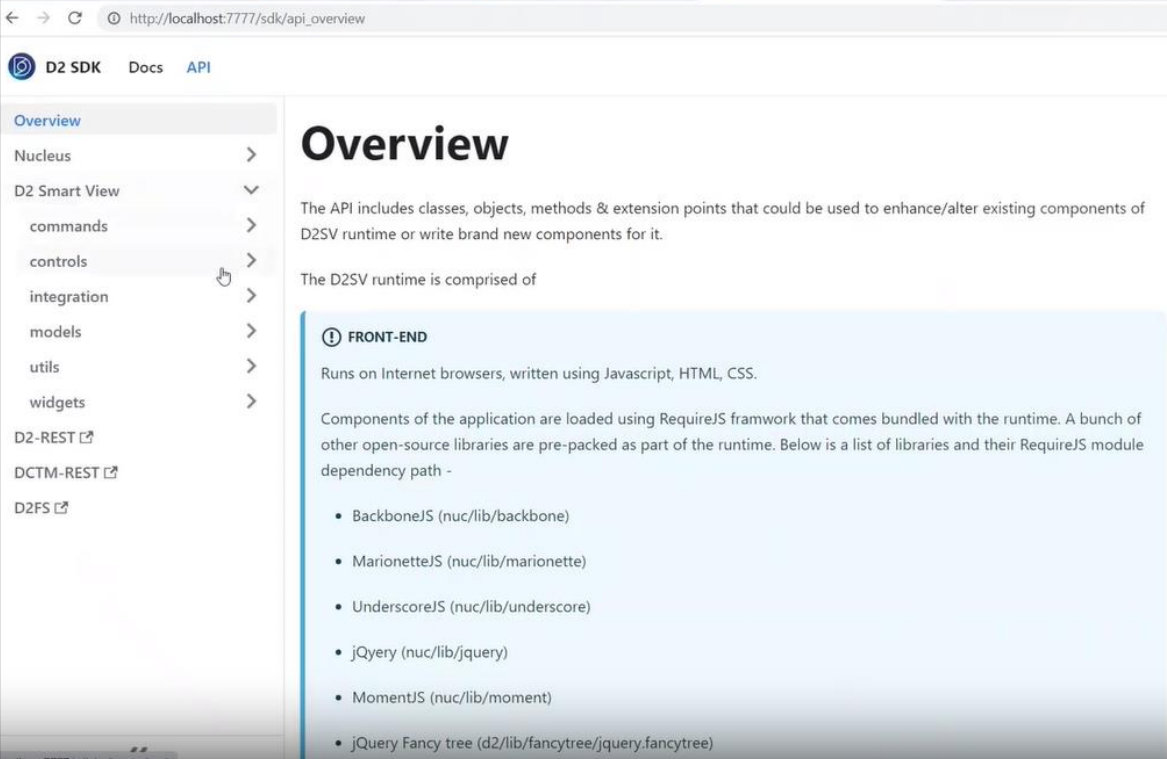 http://localhost:7777/sdk/api_overview
D2 SDK Docs API
Overview
Nucleus
D2 Smart View
commands
controls
integration
models
utils
widgets
D2-REST
DCTM-REST
D2FS
Overview
The API includes classes, objects, methods & extension points that could be used to enhance/alter existing components of
D2SV runtime or write brand new components for it.
The D2SV runtime is comprised of
FRONT-END
Runs on Internet browsers, written using Javascript, HTML, CSS.
Components of the application are loaded using RequireJS framwork that comes bundled with the runtime. A bunch of
other open-source libraries are pre-packed as part of the runtime. Below is a list of libraries and their RequireJS module
dependency path -
• BackboneJS (nuc/lib/backbone)
• MarionetteJS (nuc/lib/marionette)
• UnderscoreJS (nuc/lib/underscore)
• jQyery (nuc/lib/jquery)
• MomentJS (nuc/lib/moment)
• jQuery Fancy tree (d2/lib/fancytree/jquery.fancytree)